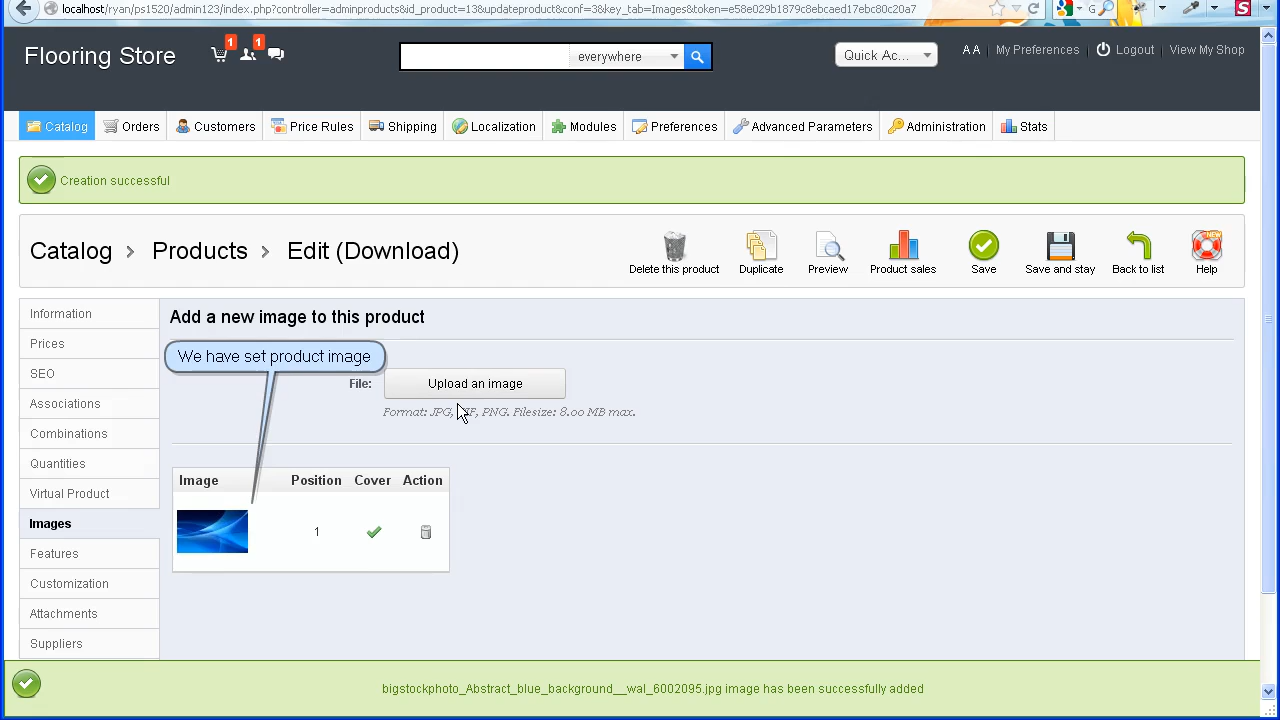 localhost/ryan/ps1520/admin123/index.php?controller=adminproducts&id_product=13&updateproduct&conf=3&key_tab=Images&token=e58e029b1879c8ebcaed17ebc80c20a7
Flooring Store
1
1
everywhere
Quick Ac...
A A
My Preferences
Logout
View My Shop
Catalog
Orders
Customers
Price Rules
Shipping
Localization
Modules
Preferences
Advanced Parameters
Administration
Stats
Creation successful
Catalog > Products > Edit (Download)
Delete this product
Duplicate
Preview
Product sales
Save
Save and stay
Back to list
NEW
Help
Information
Prices
SEO
Associations
Combinations
Quantities
Virtual Product
Images
Features
Customization
Attachments
Suppliers
Add a new image to this product
We have set product image
File:
Upload an image
Format: JPG, GIF, PNG. Filesize: 8.00 MB max.
Image Position Cover Action
1
bigstockphoto_Abstract_blue_background__wal_6002095.jpg image has been successfully added